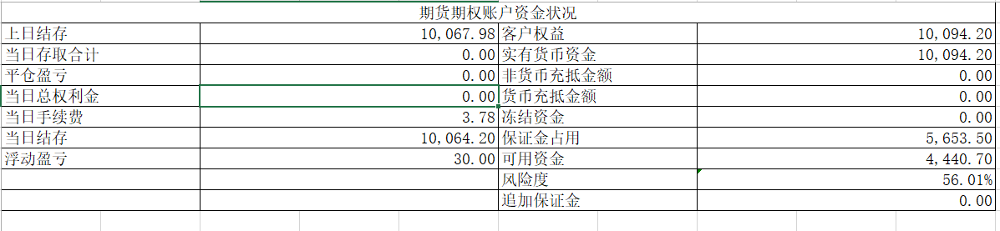 期货期权账户资金状况
上日结存 10,067.98 客户权益 10,094.20
当日存取合计 0.00 实有货币资金 10,094.20
平仓盈亏 0.00 非货币充抵金额 0.00
当日总权利金 0.00 货币充抵金额 0.00
当日手续费 3.78 冻结资金 0.00
当日结存 10,064.20 保证金占用 5,653.50
浮动盈亏 30.00 可用资金 4,440.70
风险度 56.01%
追加保证金 0.00